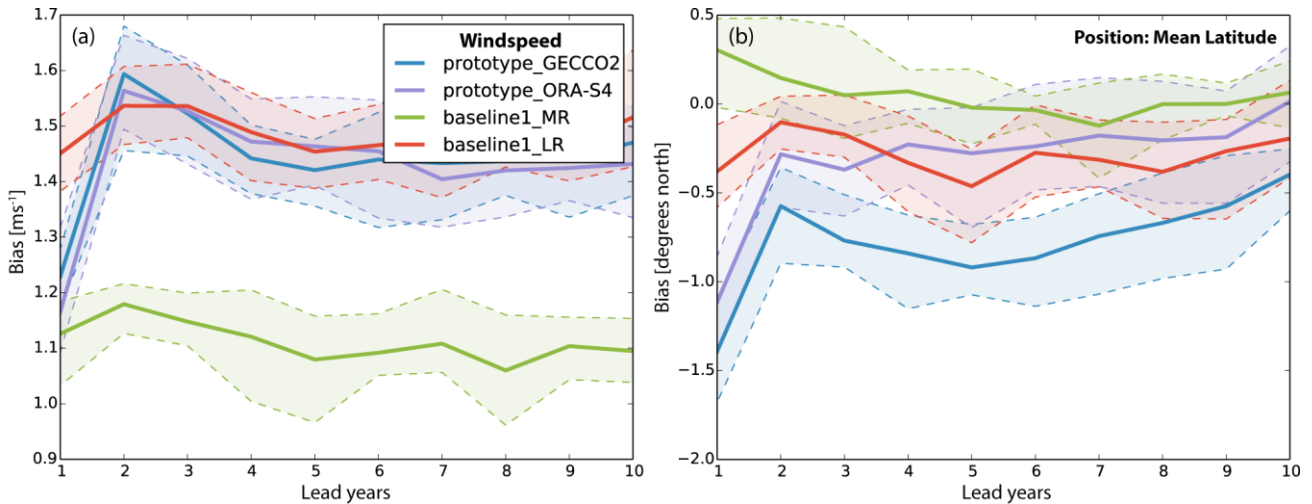 (a)
Windspeed
prototype_GECCO2
prototype_ORA-S4
baseline1_MR
baseline1_LR
1.7
1.6
1.5
1.4
1.3
1.2
1.1
1.0
0.9
Bias [ms⁻¹]
1 2 3 4 5 6 7 8 9 10
Lead years
(b)
Position: Mean Latitude
0.5
0.0
−0.5
−1.0
−1.5
−2.0
Bias [degrees north]
1 2 3 4 5 6 7 8 9 10
Lead years